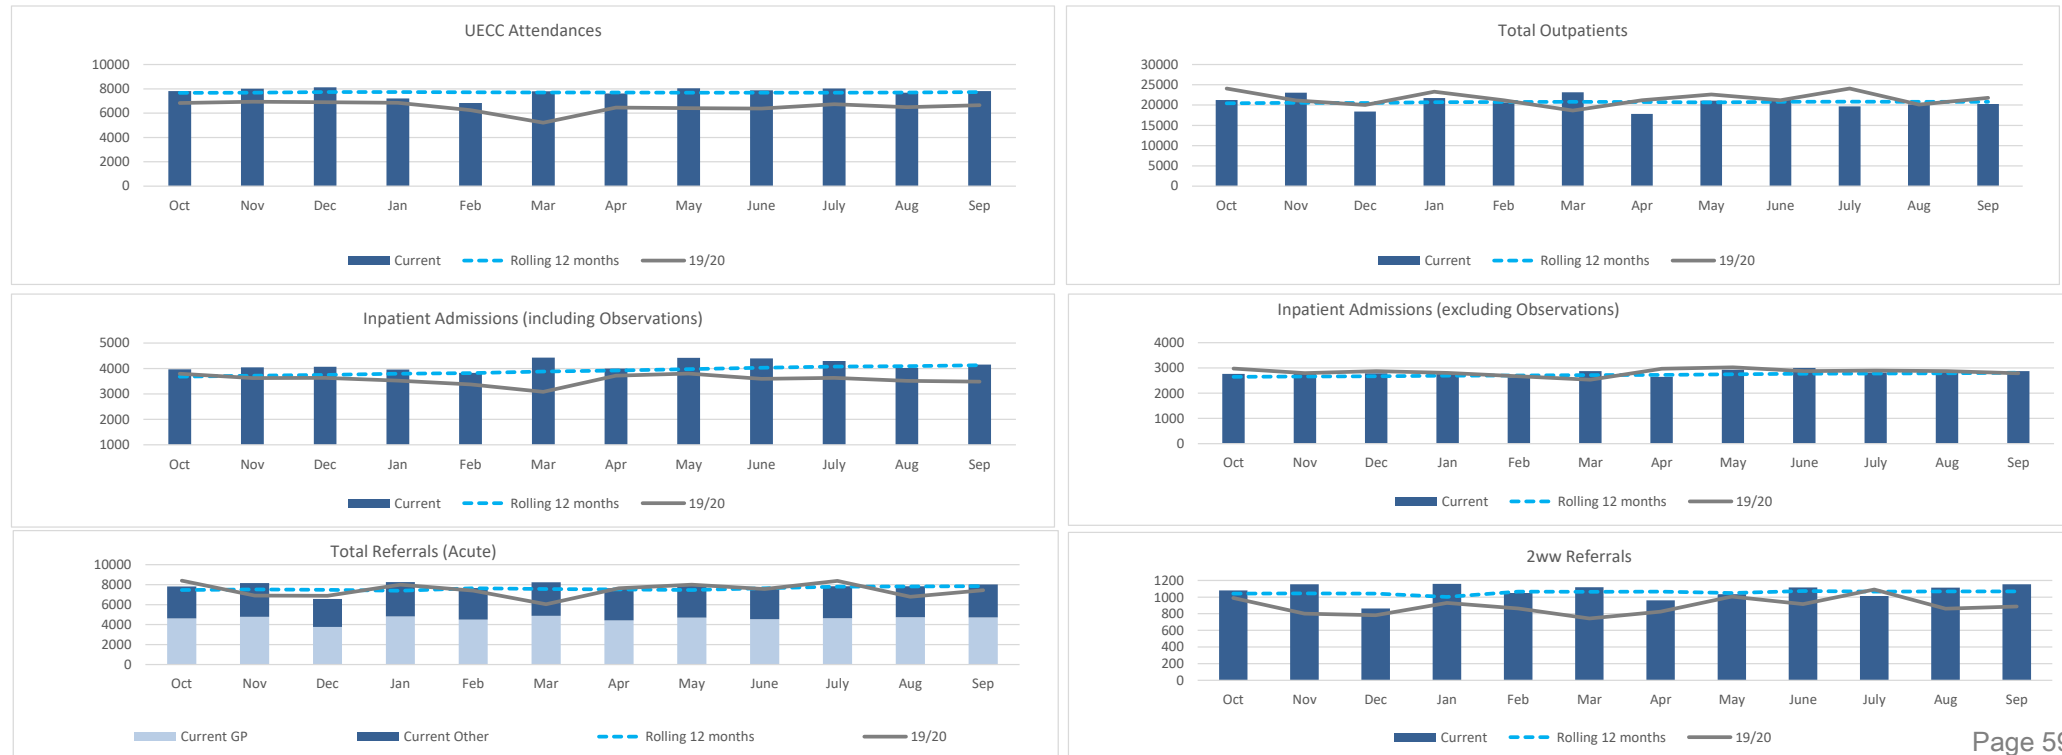 UECC Attendances
10000
8000
6000
4000
2000
0
Oct Nov Dec Jan Feb Mar Apr May June July Aug Sep
Current Rolling 12 months 19/20
Total Outpatients
30000
25000
20000
15000
10000
5000
0
Oct Nov Dec Jan Feb Mar Apr May June July Aug Sep
Current Rolling 12 months 19/20
Inpatient Admissions (including Observations)
5000
4000
3000
2000
1000
Oct Nov Dec Jan Feb Mar Apr May June July Aug Sep
Current Rolling 12 months 19/20
Inpatient Admissions (excluding Observations)
4000
3000
2000
1000
0
Oct Nov Dec Jan Feb Mar Apr May June July Aug Sep
Current Rolling 12 months 19/20
Total Referrals (Acute)
10000
8000
6000
4000
2000
0
Oct Nov Dec Jan Feb Mar Apr May June July Aug Sep
Current GP Current Other Rolling 12 months 19/20
2ww Referrals
1200
1000
800
600
400
200
0
Oct Nov Dec Jan Feb Mar Apr May June July Aug Sep
Current Rolling 12 months 19/20
Page 59